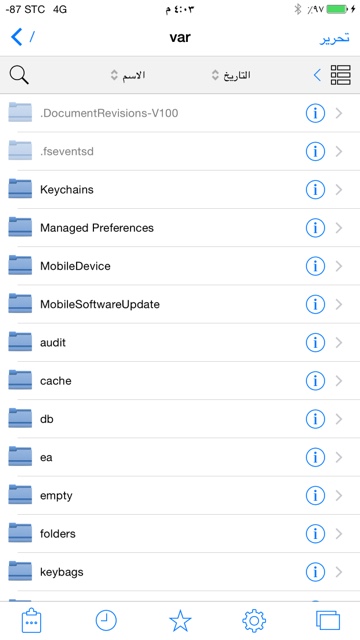 -87 STC 4G ٤:٠٣ م ٪٩٧
/ var تحرير
الاسم التاريخ
.DocumentRevisions-V100
.fseventsd
Keychains
Managed Preferences
MobileDevice
MobileSoftwareUpdate
audit
cache
db
ea
empty
folders
keybags